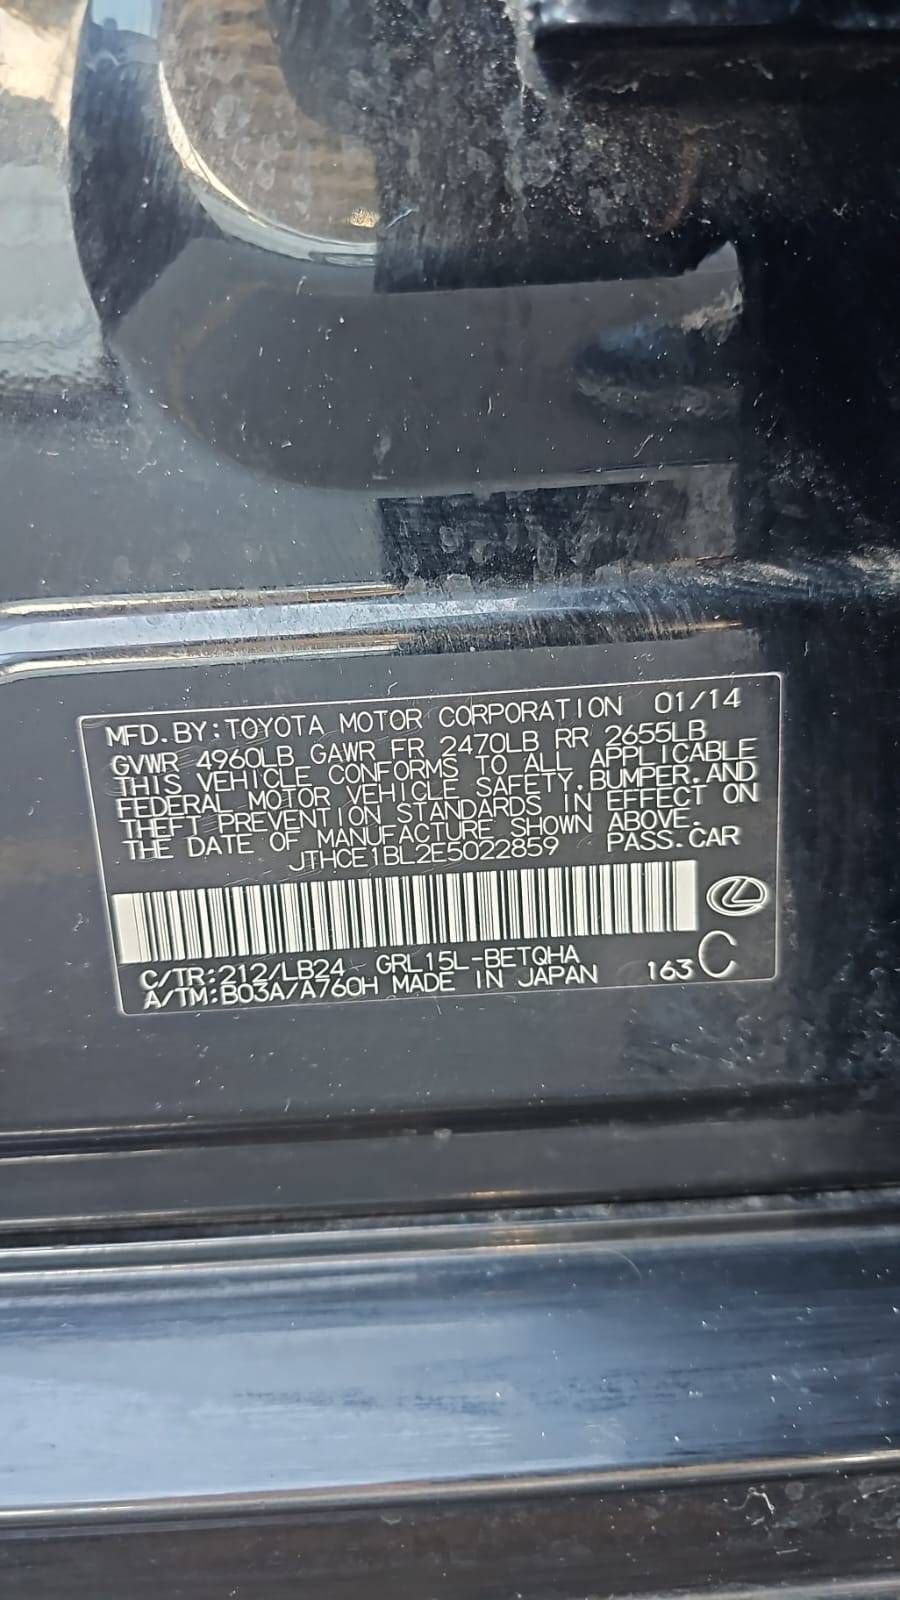 MFD.BY:TOYOTA MOTOR CORPORATION 01/14
GVWR 4960LB GAWR FR 2470LB RR 2655LB
THIS VEHICLE CONFORMS TO ALL APPLICABLE
FEDERAL MOTOR VEHICLE SAFETY,BUMPER,AND
THEFT PREVENTION STANDARDS IN EFFECT ON
THE DATE OF MANUFACTURE SHOWN ABOVE.
JTHCE1BL2E5022859 PASS.CAR
C/TR:212/LB24 GRL15L-BETQHA
A/TM:B03A/A760H MADE IN JAPAN 163 C